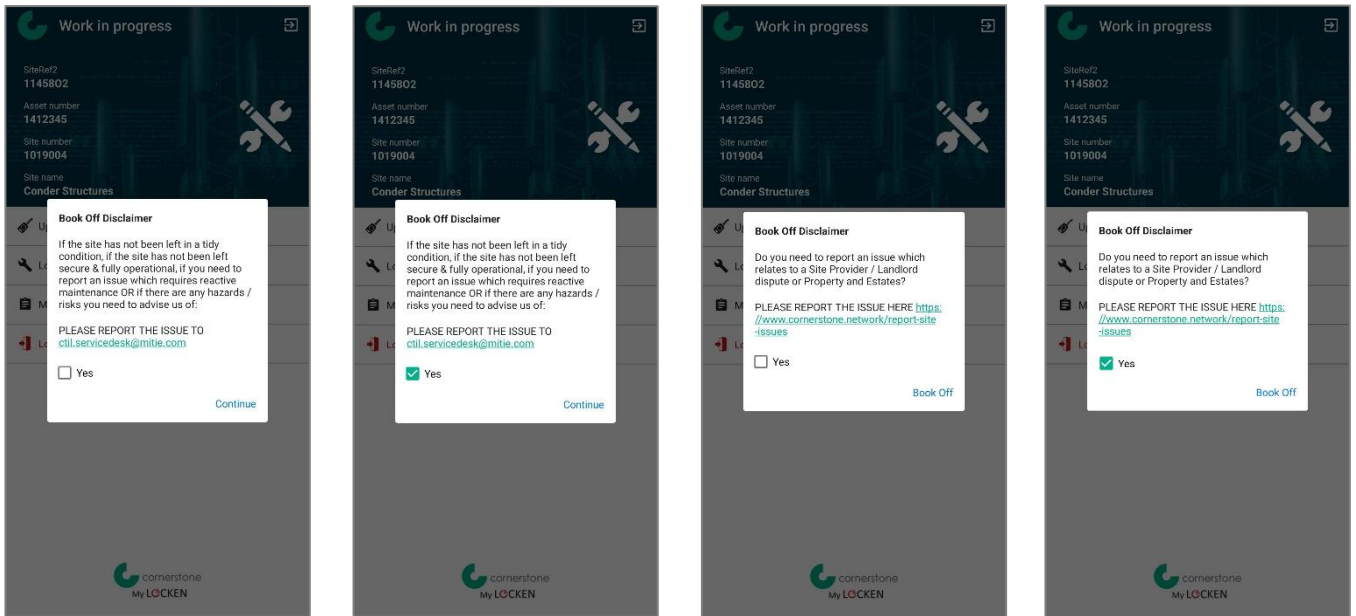 Work in progress
SiteRef2
11458O2
Asset number
1412345
Site number
1019004
Site name
Conder Structures
Book Off Disclaimer
If the site has not been left in a tidy
condition, if the site has not been left
secure & fully operational, if you need to
report an issue which requires reactive
maintenance OR if there are any hazards /
risks you need to advise us of:
PLEASE REPORT THE ISSUE TO
ctil.servicedesk@mitie.com
Yes
Continue
cornerstone
My LOCKEN
Work in progress
SiteRef2
11458O2
Asset number
1412345
Site number
1019004
Site name
Conder Structures
Book Off Disclaimer
If the site has not been left in a tidy
condition, if the site has not been left
secure & fully operational, if you need to
report an issue which requires reactive
maintenance OR if there are any hazards /
risks you need to advise us of:
PLEASE REPORT THE ISSUE TO
ctil.servicedesk@mitie.com
Yes
Continue
cornerstone
My LOCKEN
Work in progress
SiteRef2
11458O2
Asset number
1412345
Site number
1019004
Site name
Conder Structures
Book Off Disclaimer
Do you need to report an issue which
relates to a Site Provider / Landlord
dispute or Property and Estates?
PLEASE REPORT THE ISSUE HERE https:
//www.cornerstone.network/report-site
-issues
Yes
Book Off
cornerstone
My LOCKEN
Work in progress
SiteRef2
11458O2
Asset number
1412345
Site number
1019004
Site name
Conder Structures
Book Off Disclaimer
Do you need to report an issue which
relates to a Site Provider / Landlord
dispute or Property and Estates?
PLEASE REPORT THE ISSUE HERE https:
//www.cornerstone.network/report-site
-issues
Yes
Book Off
cornerstone
My LOCKEN